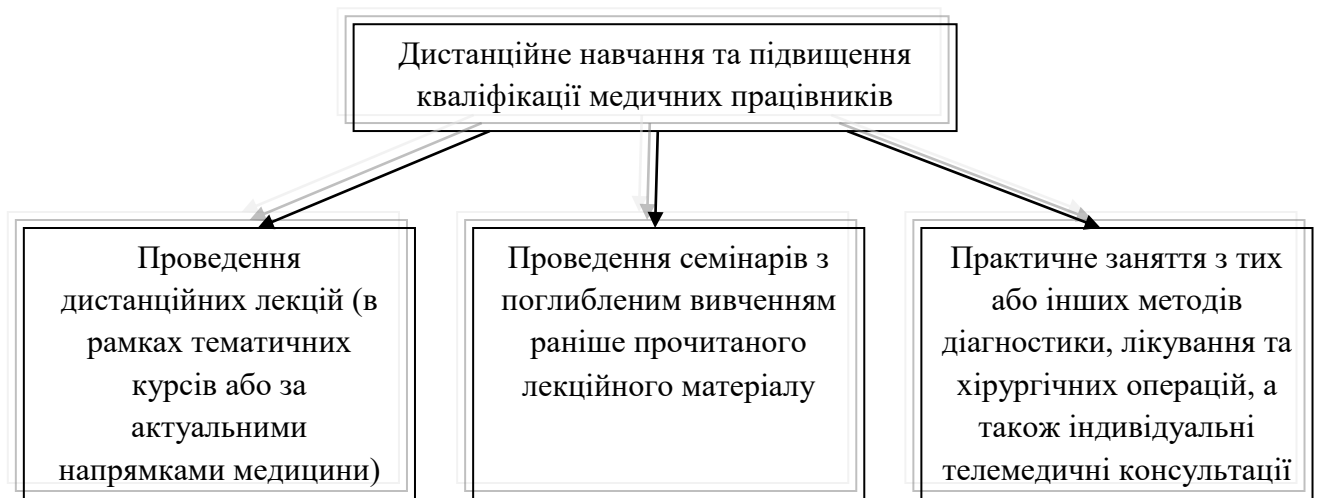 Дистанційне навчання та підвищення
кваліфікації медичних працівників
Проведення
дистанційних лекцій (в
рамках тематичних
курсів або за
актуальними
напрямками медицини)
Проведення семінарів з
поглибленим вивченням
раніше прочитаного
лекційного матеріалу
Практичне заняття з тих
або інших методів
діагностики, лікування та
хірургічних операцій, а
також індивідуальні
телемедичні консультації